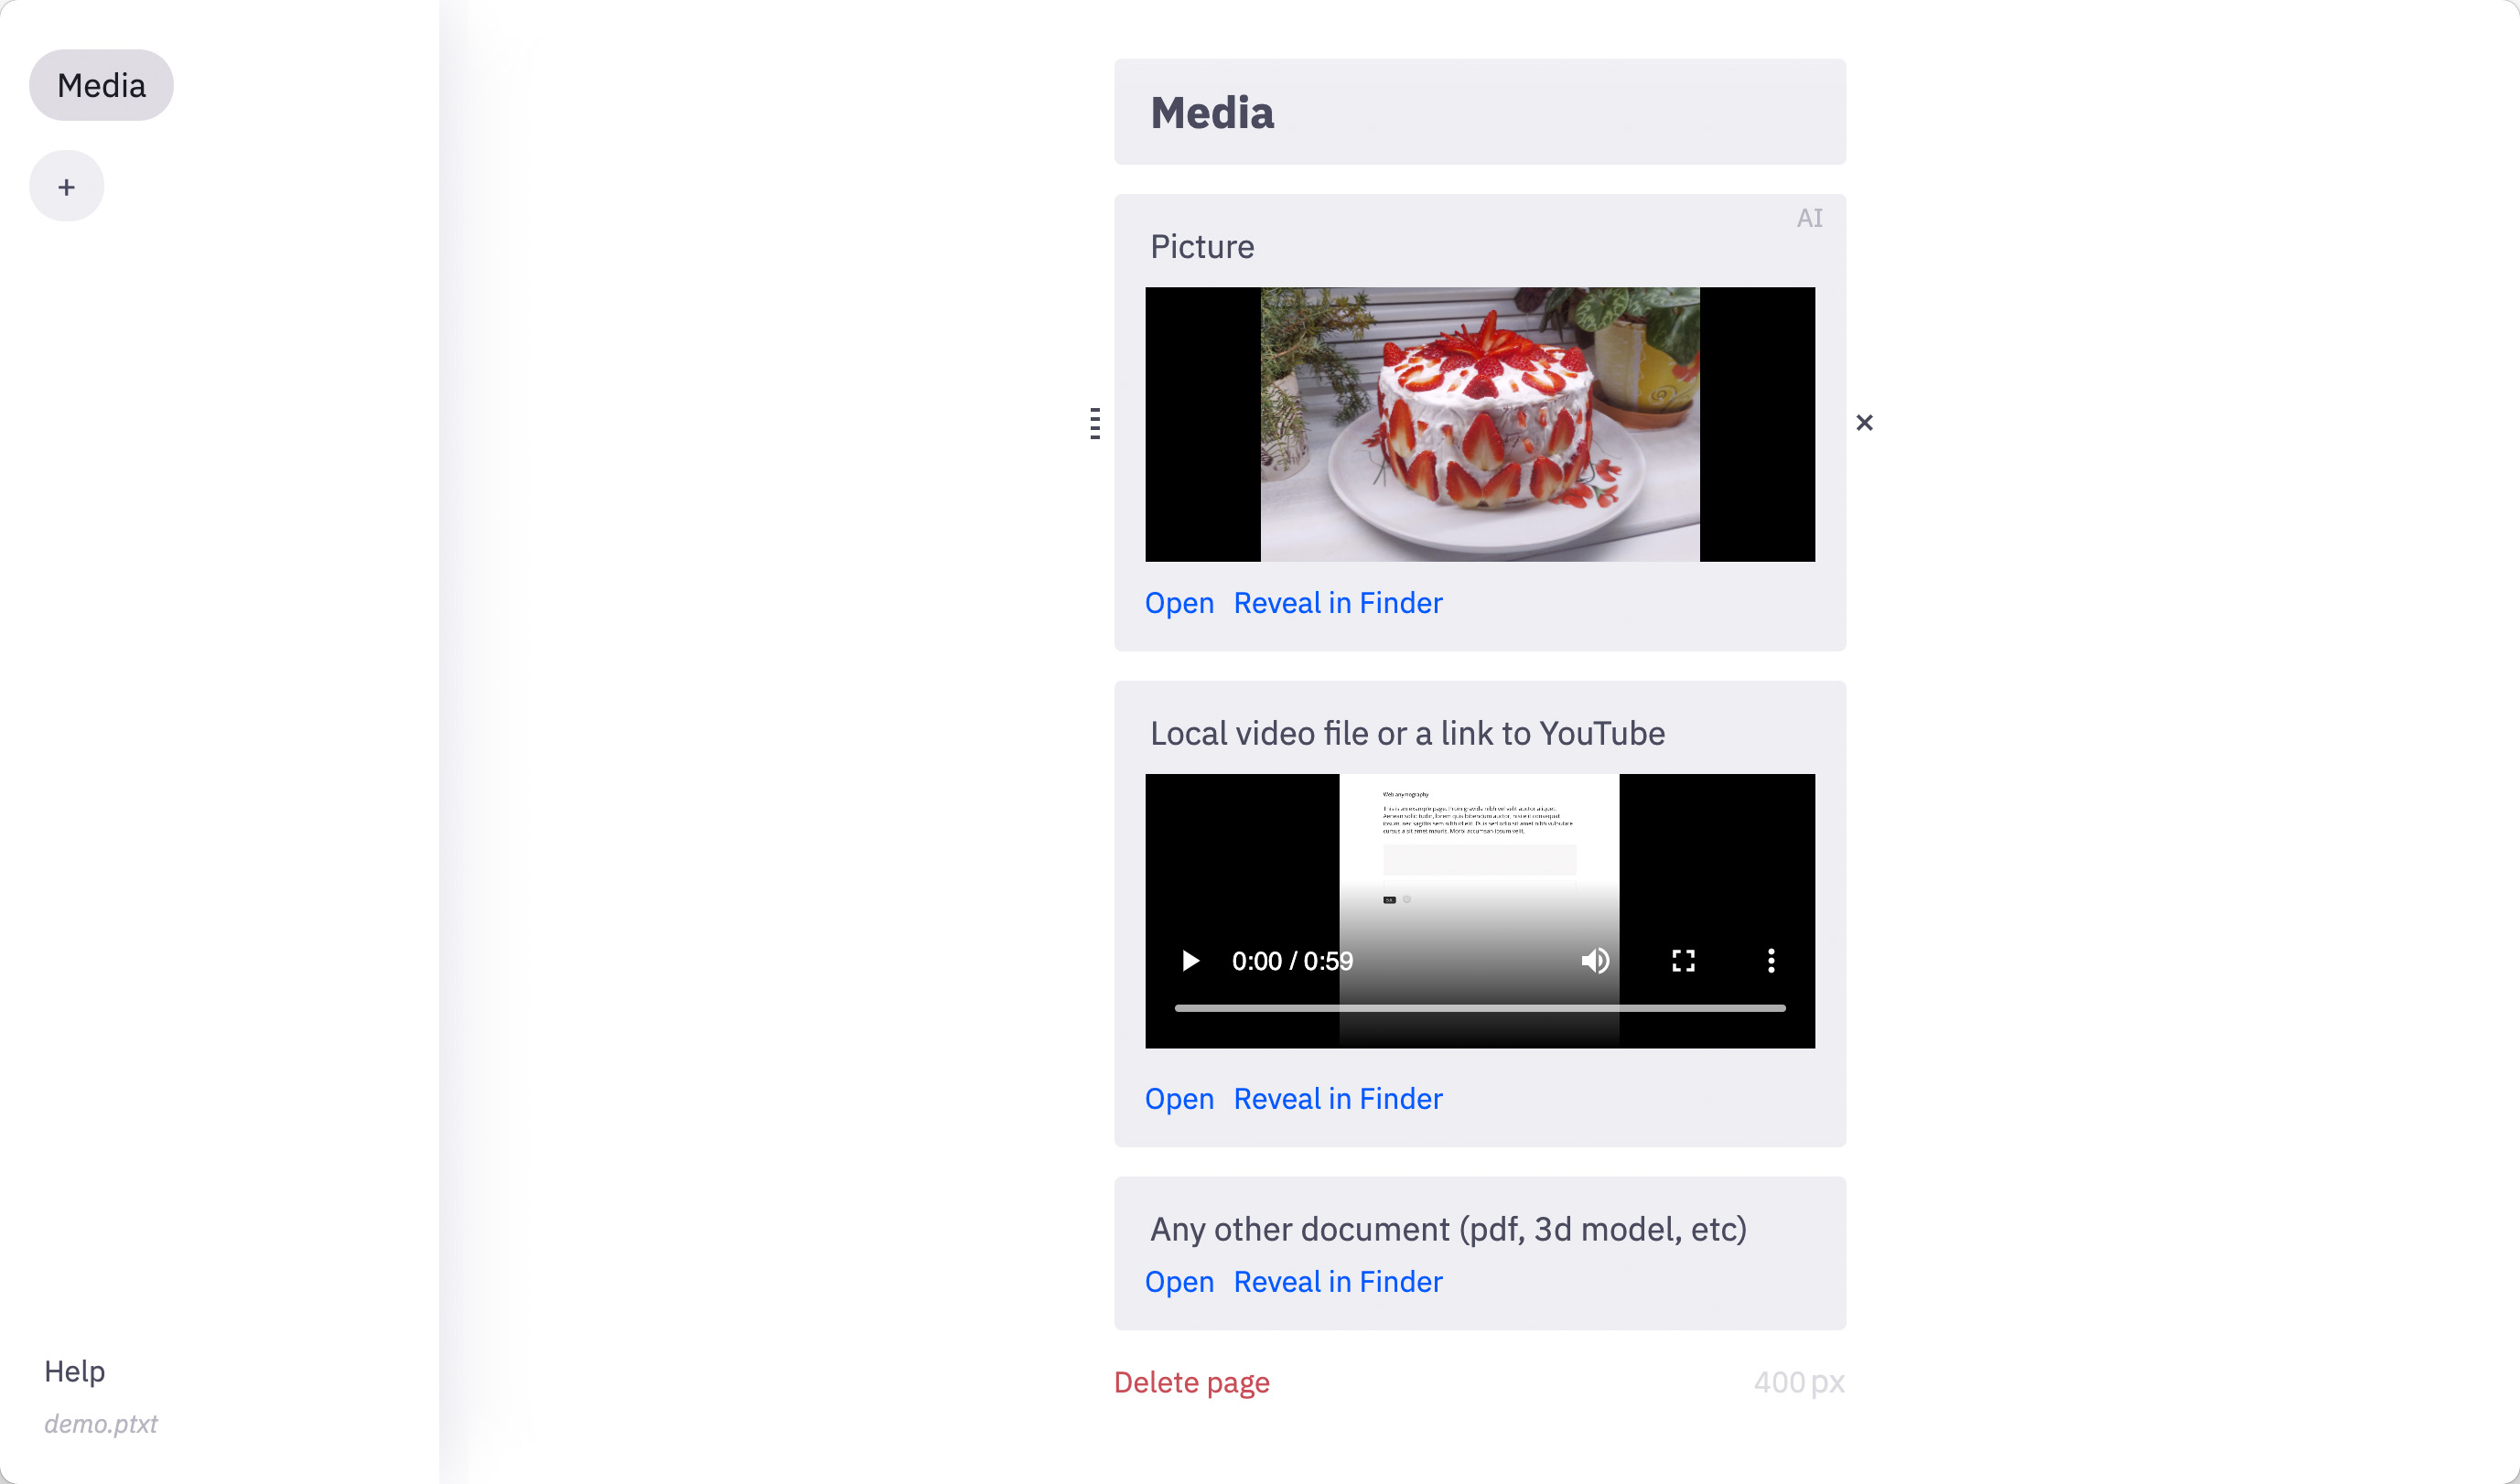 Media
+
Media
AI
Picture
Open Reveal in Finder
Local video file or a link to YouTube
Web anymography
0:00 / 0:59
Open Reveal in Finder
Any other document (pdf, 3d model, etc)
Open Reveal in Finder
Delete page
400 px
Help
demo.ptxt